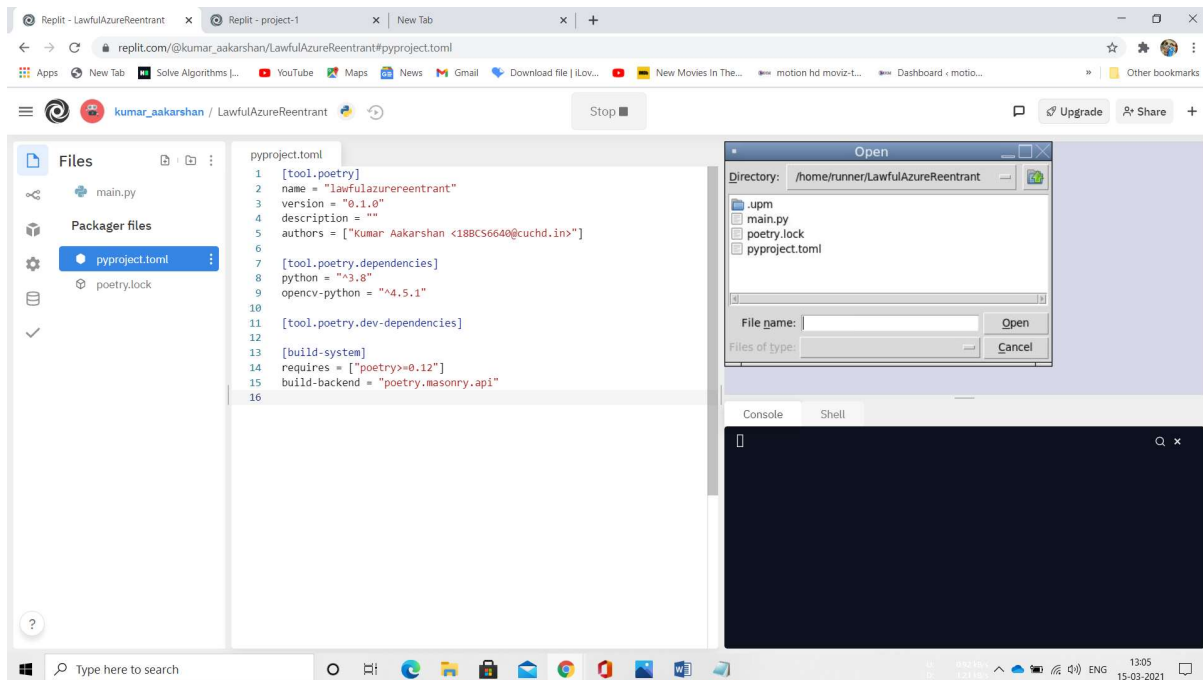 Replit - LawfulAzureReentrant
Replit - project-1
New Tab
replit.com/@kumar_aakarshan/LawfulAzureReentrant#pyproject.toml
Apps
New Tab
Solve Algorithms |...
YouTube
Maps
News
Gmail
Download file | iLov...
New Movies In The...
motion hd moviz-t...
Dashboard ‹ motio...
»
Other bookmarks
kumar_aakarshan / LawfulAzureReentrant
Stop
Upgrade
Share
Files
main.py
Packager files
pyproject.toml
poetry.lock
pyproject.toml
1 [tool.poetry]
2 name = "lawfulazurereentrant"
3 version = "0.1.0"
4 description = ""
5 authors = ["Kumar Aakarshan <18BCS6640@cuchd.in>"]
6
7 [tool.poetry.dependencies]
8 python = "^3.8"
9 opencv-python = "^4.5.1"
10
11 [tool.poetry.dev-dependencies]
12
13 [build-system]
14 requires = ["poetry>=0.12"]
15 build-backend = "poetry.masonry.api"
16
Open
Directory: /home/runner/LawfulAzureReentrant
.upm
main.py
poetry.lock
pyproject.toml
File name:
Open
Files of type:
Cancel
Console
Shell
?
Type here to search
ENG
13:05
15-03-2021